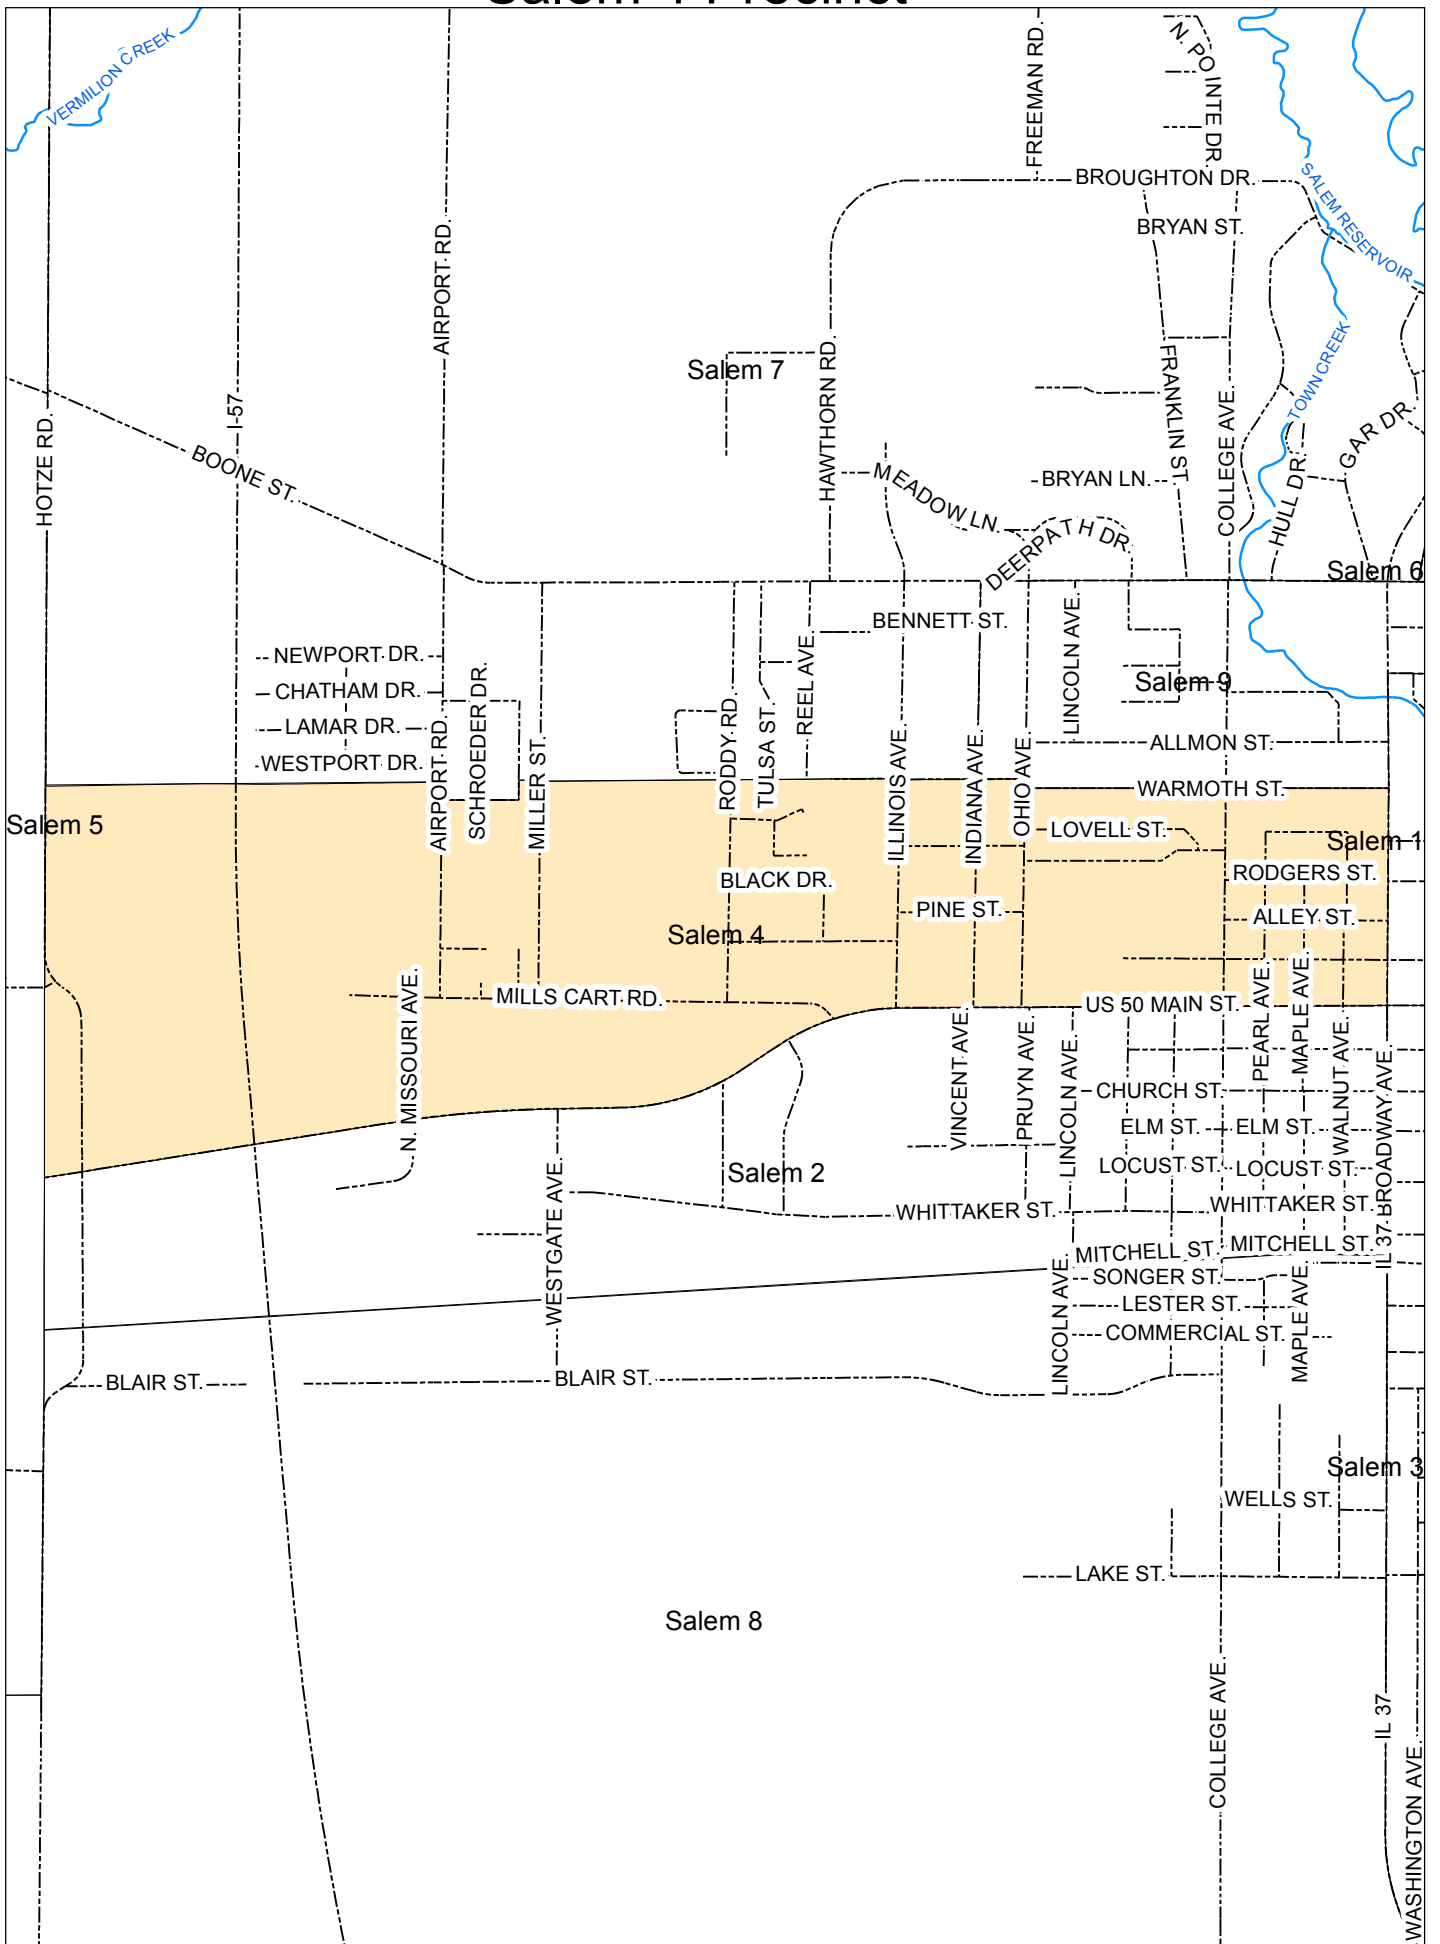 Salem 4 Precinct
VERMILION CREEK
FREEMAN RD.
N. POINTE DR.
BROUGHTON DR.
SALEM RESERVOIR
BRYAN ST.
AIRPORT RD.
TOWN CREEK
Salem 7
HAWTHORN RD.
FRANKLIN ST.
COLLEGE AVE.
I-57
HOTZE RD.
GAR DR.
BOONE ST.
MEADOW LN.
BRYAN LN.
HULL DR.
DEERPATH DR.
Salem 6
BENNETT ST.
LINCOLN AVE.
NEWPORT DR.
CHATHAM DR.
LAMAR DR.
WESTPORT DR.
SCHROEDER DR.
REEL AVE.
Salem 9
ALLMON ST.
AIRPORT RD.
MILLER ST.
RODDY RD.
TULSA ST.
ILLINOIS AVE.
INDIANA AVE.
OHIO AVE.
WARMOTH ST.
Salem 5
LOVELL ST.
Salem 1
BLACK DR.
RODGERS ST.
PINE ST.
ALLEY ST.
Salem 4
MILLS CART RD.
US 50 MAIN ST.
N. MISSOURI AVE.
VINCENT AVE.
PRUYN AVE.
LINCOLN AVE.
PEARL AVE.
MAPLE AVE.
WALNUT AVE.
CHURCH ST.
ELM ST.
ELM ST.
LOCUST ST.
LOCUST ST.
Salem 2
WESTGATE AVE.
WHITTAKER ST.
WHITTAKER ST.
IL 37 BROADWAY AVE.
MITCHELL ST.
MITCHELL ST.
SONGER ST.
LESTER ST.
COMMERCIAL ST.
LINCOLN AVE.
MAPLE AVE.
BLAIR ST.
BLAIR ST.
Salem 3
WELLS ST.
LAKE ST.
Salem 8
COLLEGE AVE.
IL 37
WASHINGTON AVE.